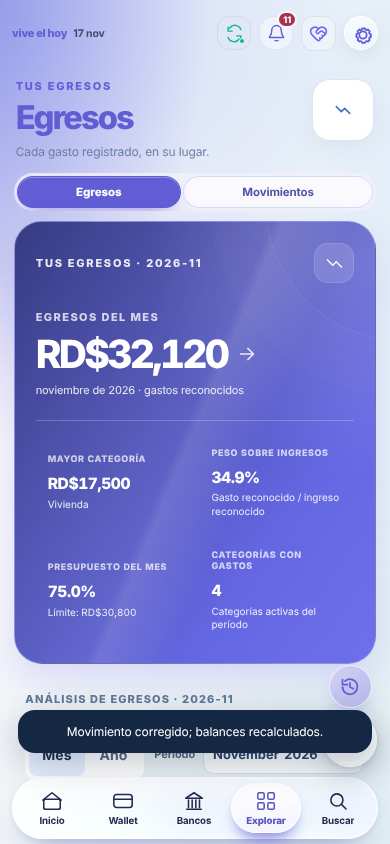 vive el hoy 17 nov
11
TUS EGRESOS
Egresos
Cada gasto registrado, en su lugar.
Egresos
Movimientos
TUS EGRESOS · 2026-11
EGRESOS DEL MES
RD$32,120 →
noviembre de 2026 · gastos reconocidos
MAYOR CATEGORÍA
RD$17,500
Vivienda
PESO SOBRE INGRESOS
34.9%
Gasto reconocido / ingreso
reconocido
PRESUPUESTO DEL MES
75.0%
Límite: RD$30,800
CATEGORÍAS CON
GASTOS
4
Categorías activas del
período
ANÁLISIS DE EGRESOS · 2026-11
Movimiento corregido; balances recalculados.
Mes
Año
Período
November 2026
Inicio
Wallet
Bancos
Explorar
Buscar